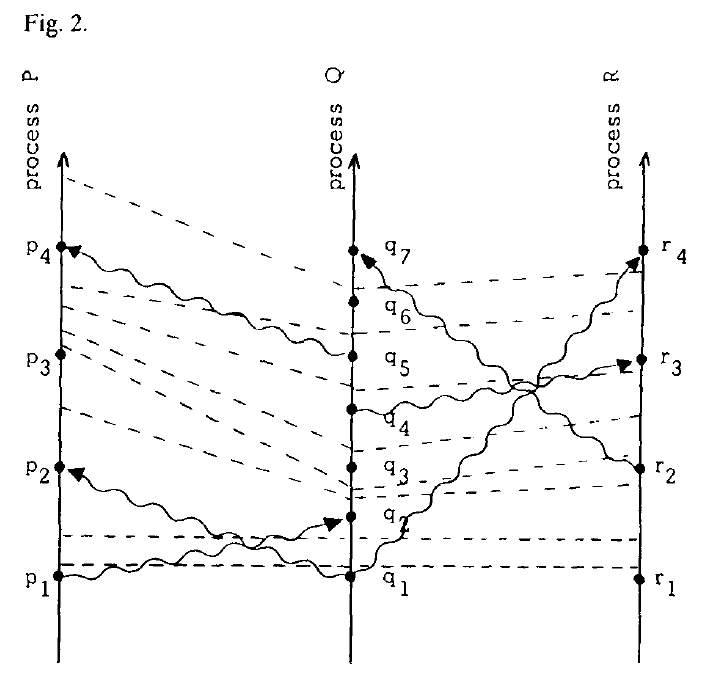 Fig. 2.
process P
process Q
process R
p4
q7
r4
q6
p3
q5
r3
q4
p2
q3
r2
q2
p1
q1
r1